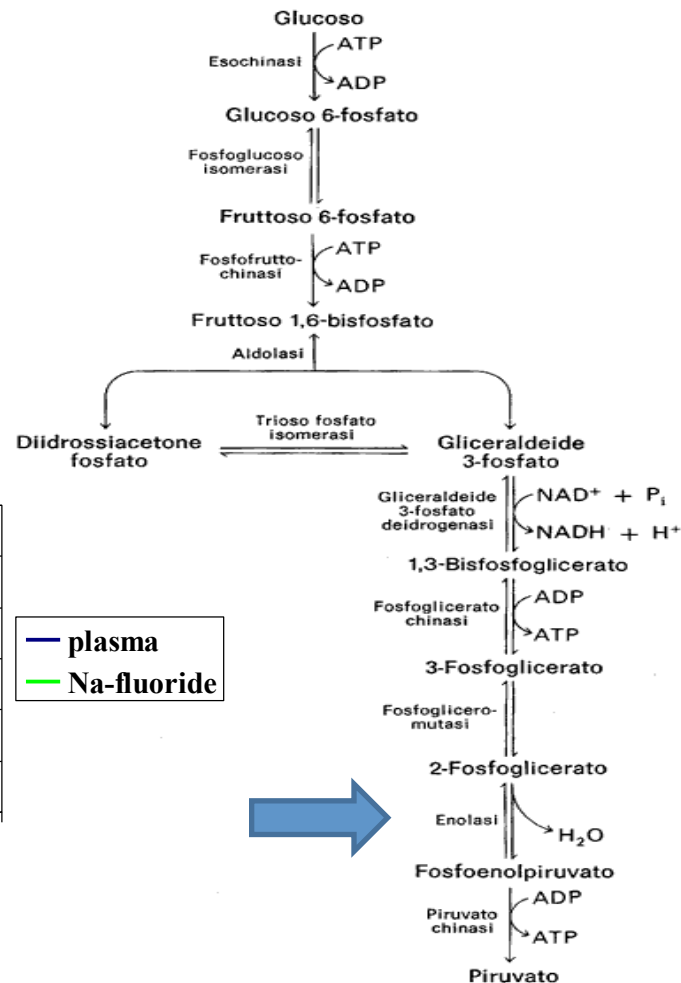 Glucoso
ATP
Esochinasi
ADP
Glucoso 6-fosfato
Fosfoglucoso
isomerasi
Fruttoso 6-fosfato
ATP
Fosfofrutto-
chinasi
ADP
Fruttoso 1,6-bisfosfato
Aldolasi
Trioso fosfato
isomerasi
Diidrossiacetone
fosfato
Gliceraldeide
3-fosfato
Gliceraldeide
3-fosfato
deidrogenasi
NAD⁺ + Pᵢ
NADH + H⁺
1,3-Bisfosfoglicerato
ADP
Fosfoglicerato
chinasi
ATP
plasma
Na-fluoride
3-Fosfoglicerato
Fosfoglicero-
mutasi
2-Fosfoglicerato
Enolasi
H₂O
Fosfoenolpiruvato
ADP
Piruvato
chinasi
ATP
Piruvato